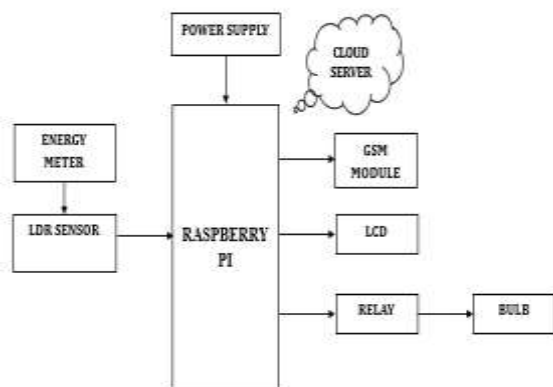 POWER SUPPLY
CLOUD
SERVER
ENERGY
METER
GSM
MODULE
LDR SENSOR
RASPBERRY
PI
LCD
RELAY
BULB